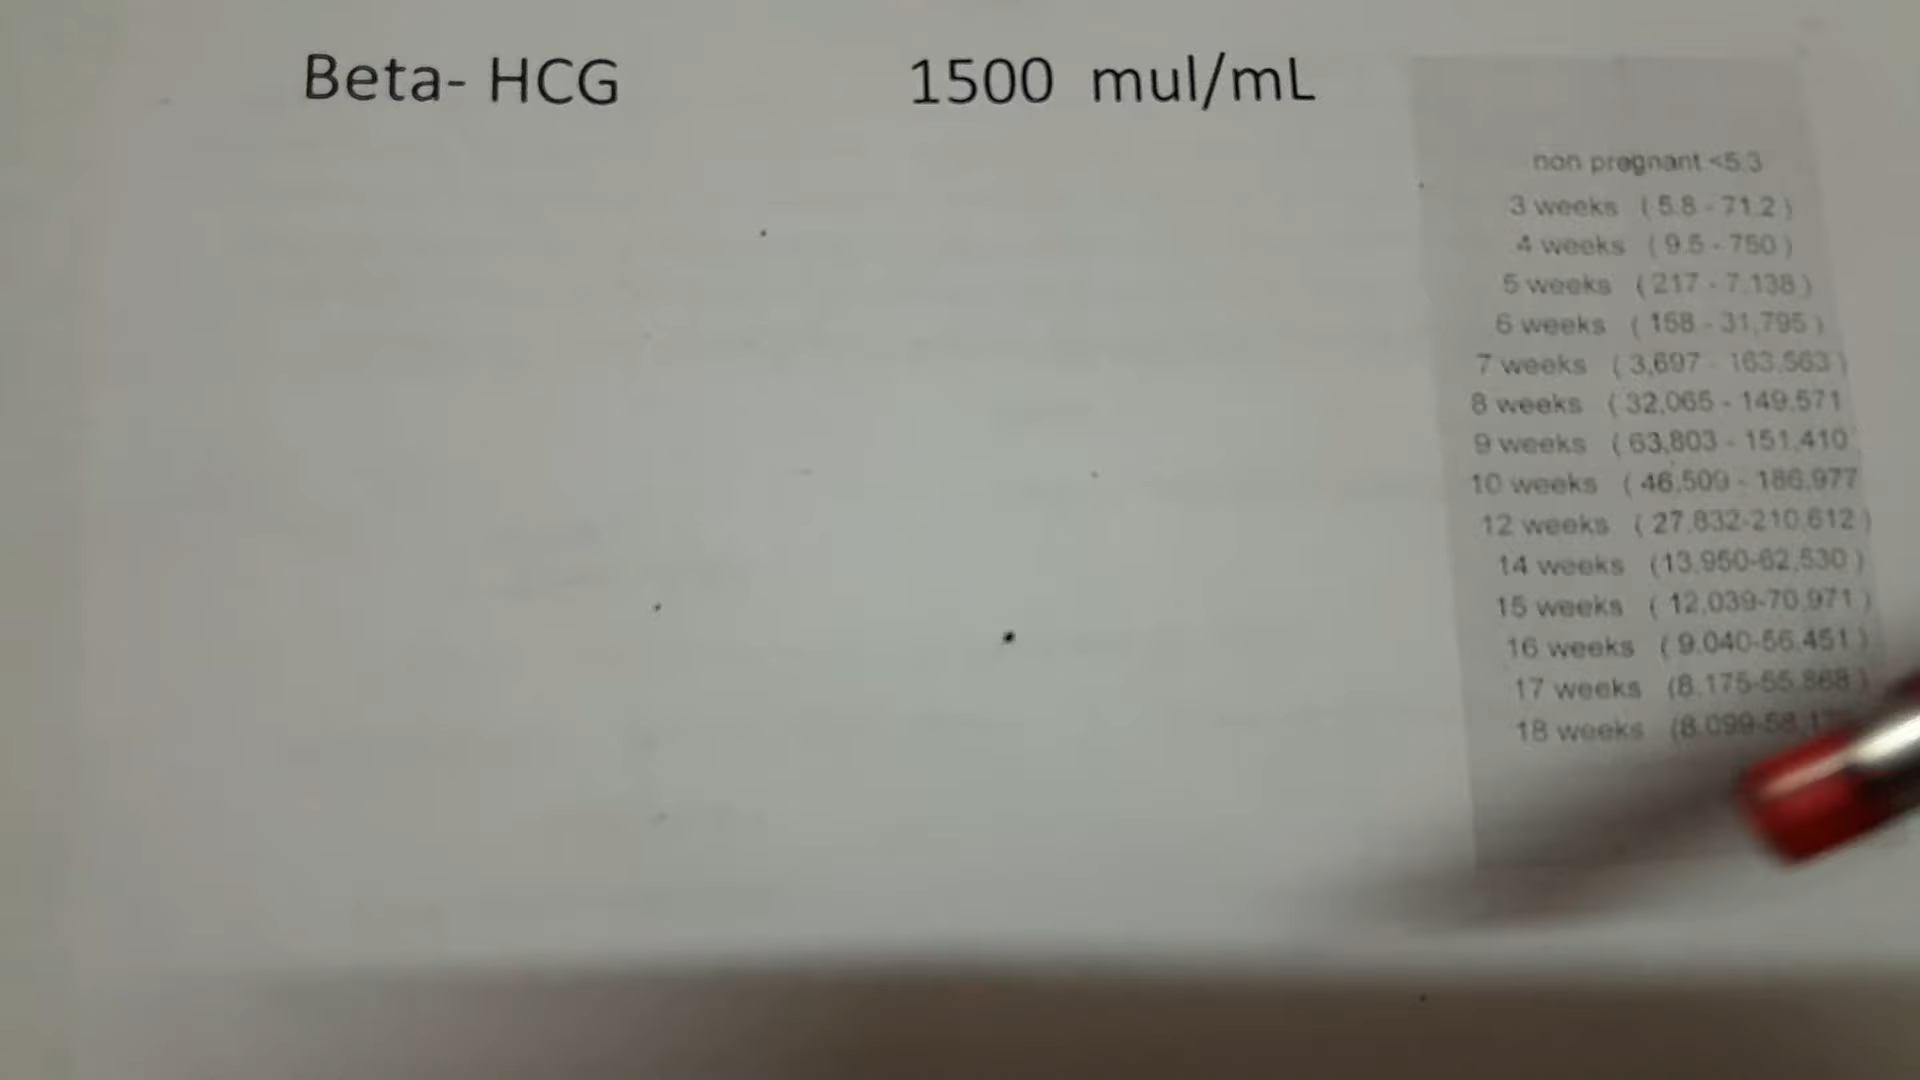 Beta- HCG 1500 mul/mL
non pregnant <5.3
3 weeks ( 5.8 - 71.2 )
4 weeks ( 9.5 - 750 )
5 weeks ( 217 - 7,138 )
6 weeks ( 158 - 31,795 )
7 weeks ( 3,697 - 163,563 )
8 weeks ( 32,065 - 149,571
9 weeks ( 63,803 - 151,410
10 weeks ( 46,509 - 186,977
12 weeks ( 27,832-210,612 )
14 weeks (13,950-62,530 )
15 weeks ( 12,039-70,971 )
16 weeks ( 9,040-56,451 )
17 weeks (8,175-55,868 )
18 weeks (8,099-58,1